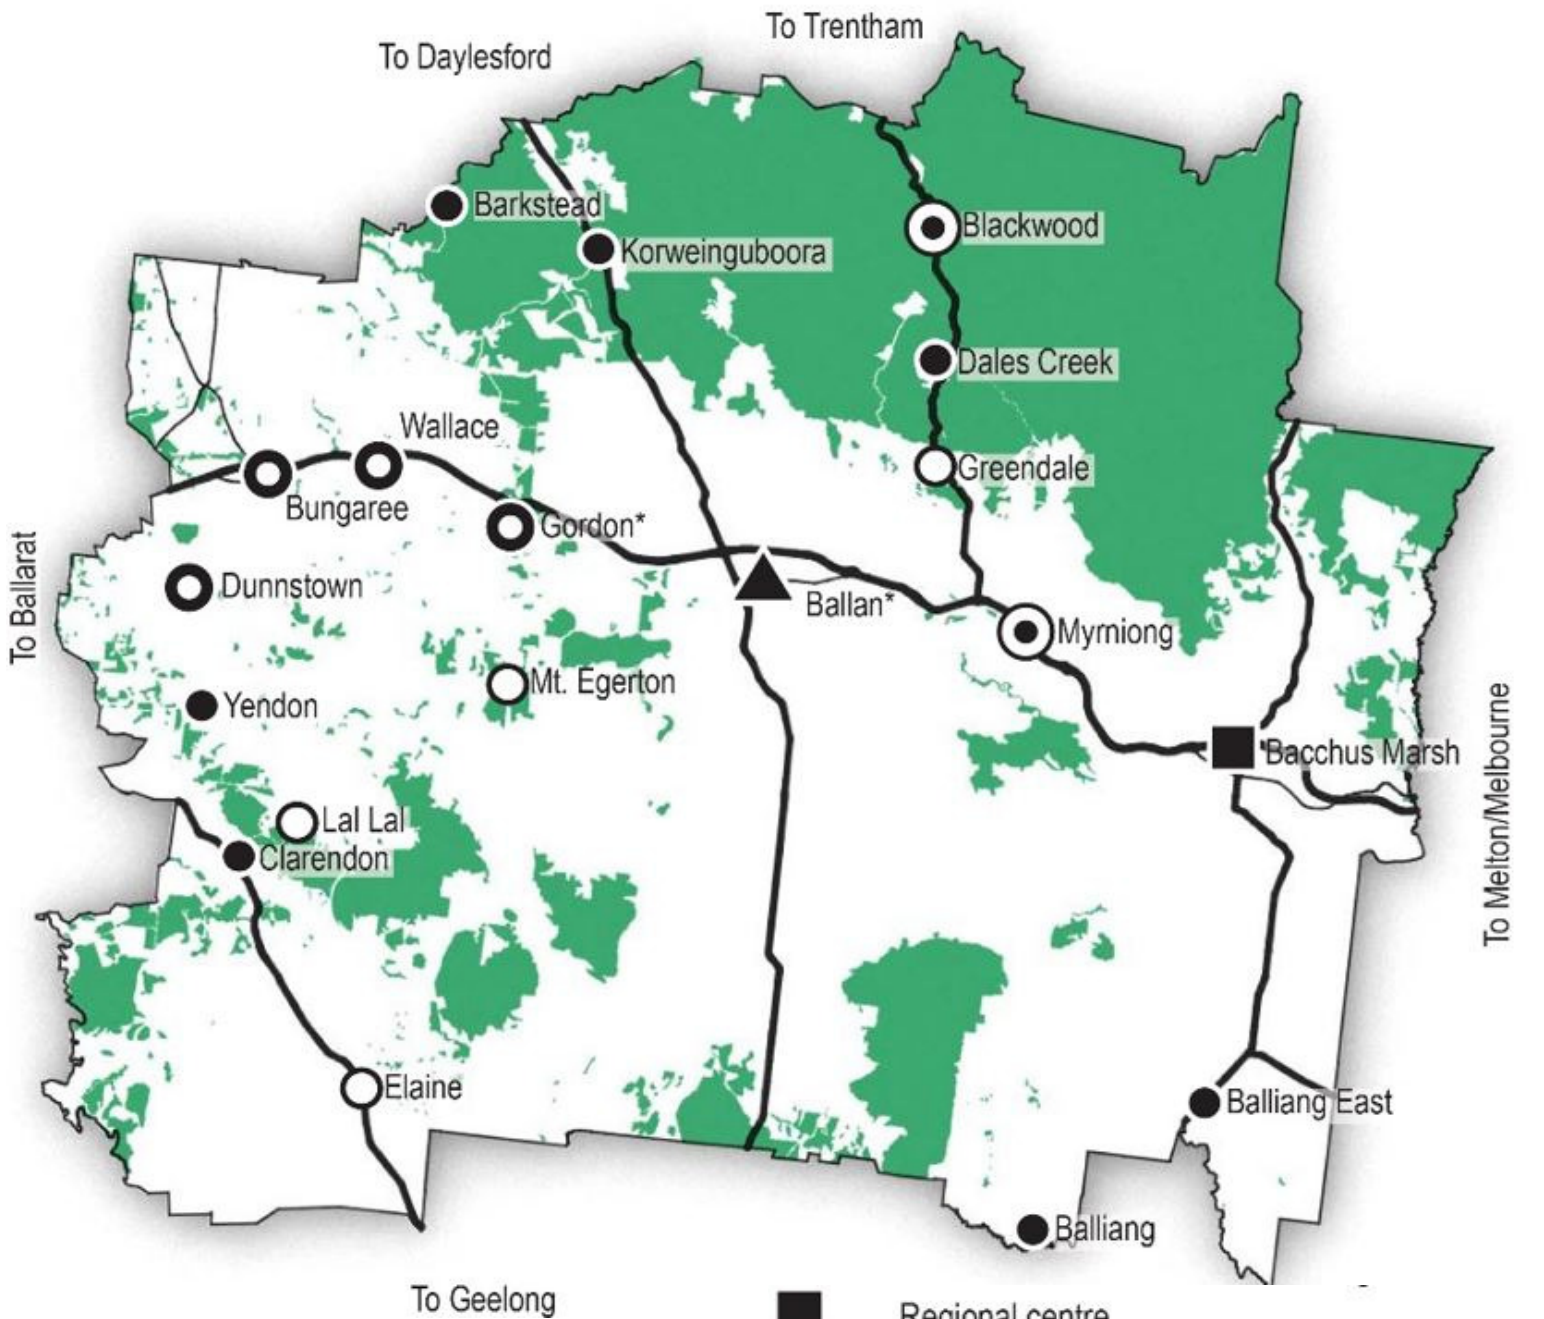 To Trentham
To Daylesford
Barkstead
Blackwood
Korweinguboora
Dales Creek
Wallace
Greendale
Bungaree
Gordon*
To Ballarat
Dunnstown
Ballan*
Myrniong
Mt. Egerton
Yendon
To Melton/Melbourne
Bacchus Marsh
Lal Lal
Clarendon
Elaine
Balliang East
Balliang
To Geelong
Regional centre